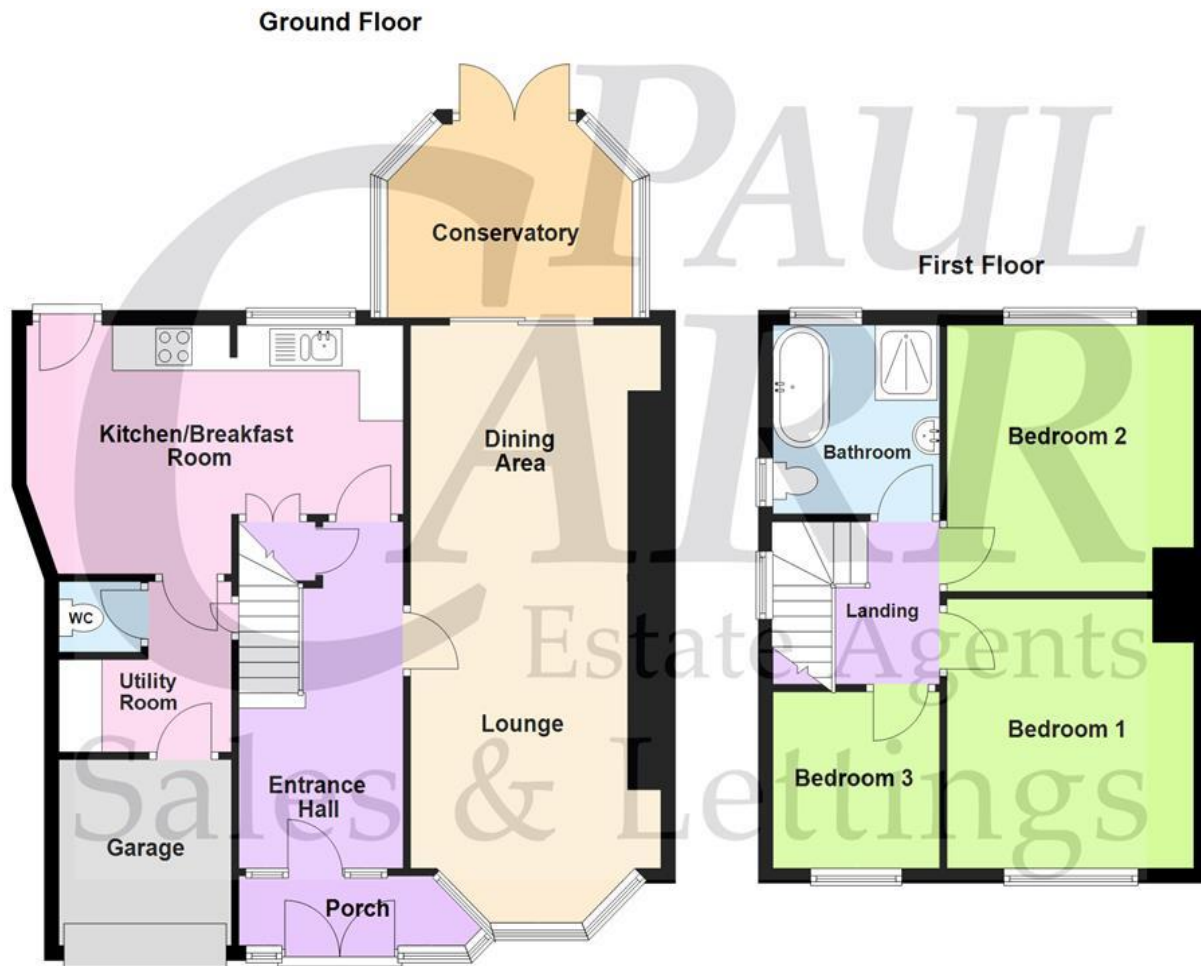 Ground Floor
PAUL
CARR
Estate Agents
Sales & Lettings
Conservatory
Kitchen/Breakfast
Room
Dining
Area
WC
Utility
Room
Lounge
Entrance
Hall
Garage
Porch
First Floor
Bathroom
Bedroom 2
Landing
Bedroom 1
Bedroom 3